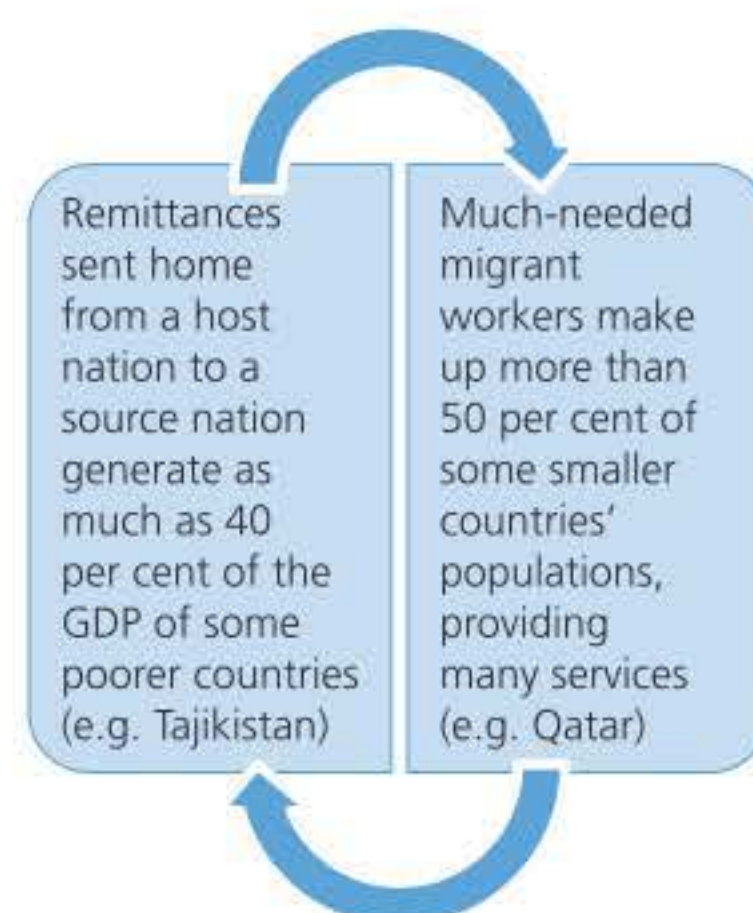 Remittances
sent home
from a host
nation to a
source nation
generate as
much as 40
per cent of the
GDP of some
poorer countries
(e.g. Tajikistan)
Much-needed
migrant
workers make
up more than
50 per cent of
some smaller
countries'
populations,
providing
many services
(e.g. Qatar)